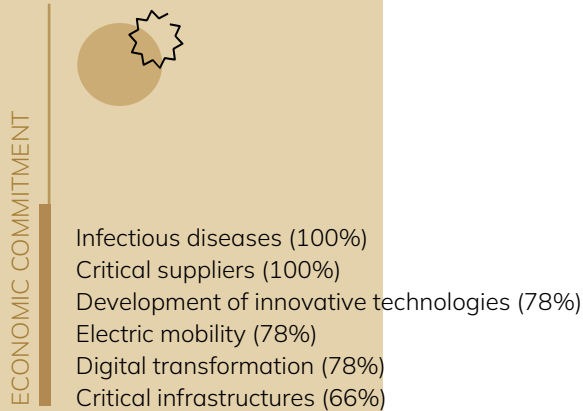 ECONOMIC COMMITMENT
Infectious diseases (100%)
Critical suppliers (100%)
Development of innovative technologies (78%)
Electric mobility (78%)
Digital transformation (78%)
Critical infrastructures (66%)